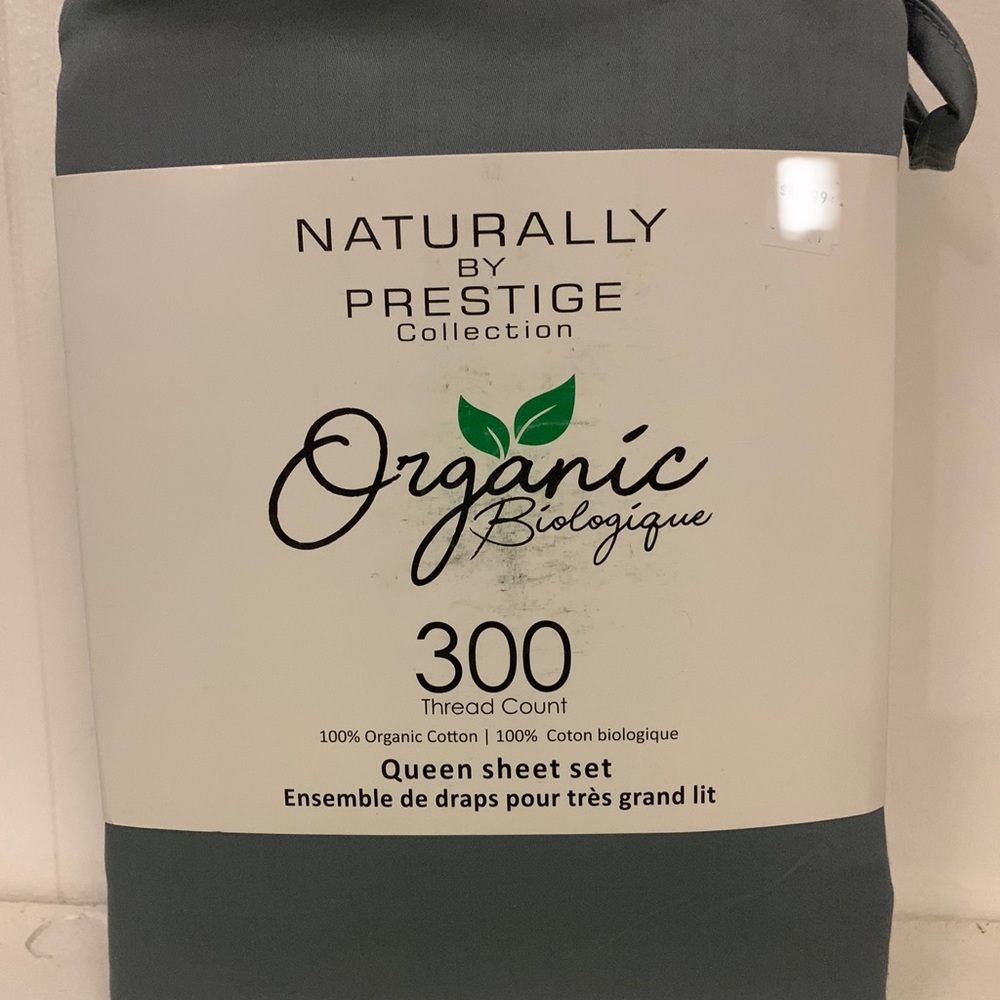 NATURALLY
BY
PRESTIGE
Collection
Organic
Biologique
300
Thread Count
100% Organic Cotton | 100% Coton biologique
Queen sheet set
Ensemble de draps pour très grand lit